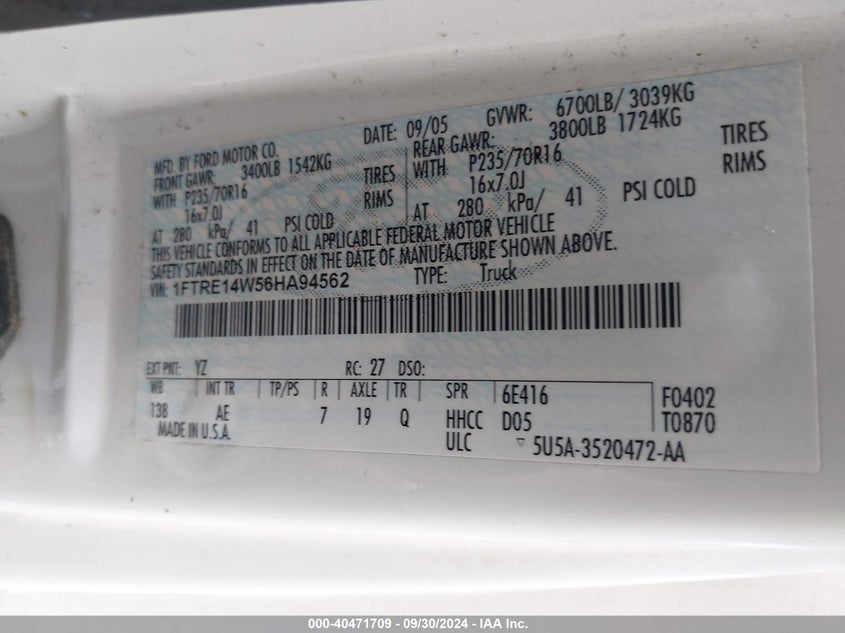 MFD. BY FORD MOTOR CO. DATE: 09/05 GVWR: 6700LB/ 3039KG
FRONT GAWR: 3400LB 1542KG REAR GAWR: 3800LB 1724KG
WITH P235/70R16 TIRES WITH P235/70R16 TIRES
16x7.0J RIMS 16x7.0J RIMS
AT 280 kPa/ 41 PSI COLD AT 280 kPa/ 41 PSI COLD
THIS VEHICLE CONFORMS TO ALL APPLICABLE FEDERAL MOTOR VEHICLE
SAFETY STANDARDS IN EFFECT ON THE DATE OF MANUFACTURE SHOWN ABOVE.
VIN: 1FTRE14W56HA94562 TYPE: Truck
EXT PNT: YZ RC: 27 DSO:
WB INT TR TP/PS R AXLE TR SPR 6E416 F0402
138 AE 7 19 Q HHCC D05 T0870
MADE IN U.S.A. ULC 5U5A-3520472-AA
000-40471709 - 09/30/2024 - IAA Inc.